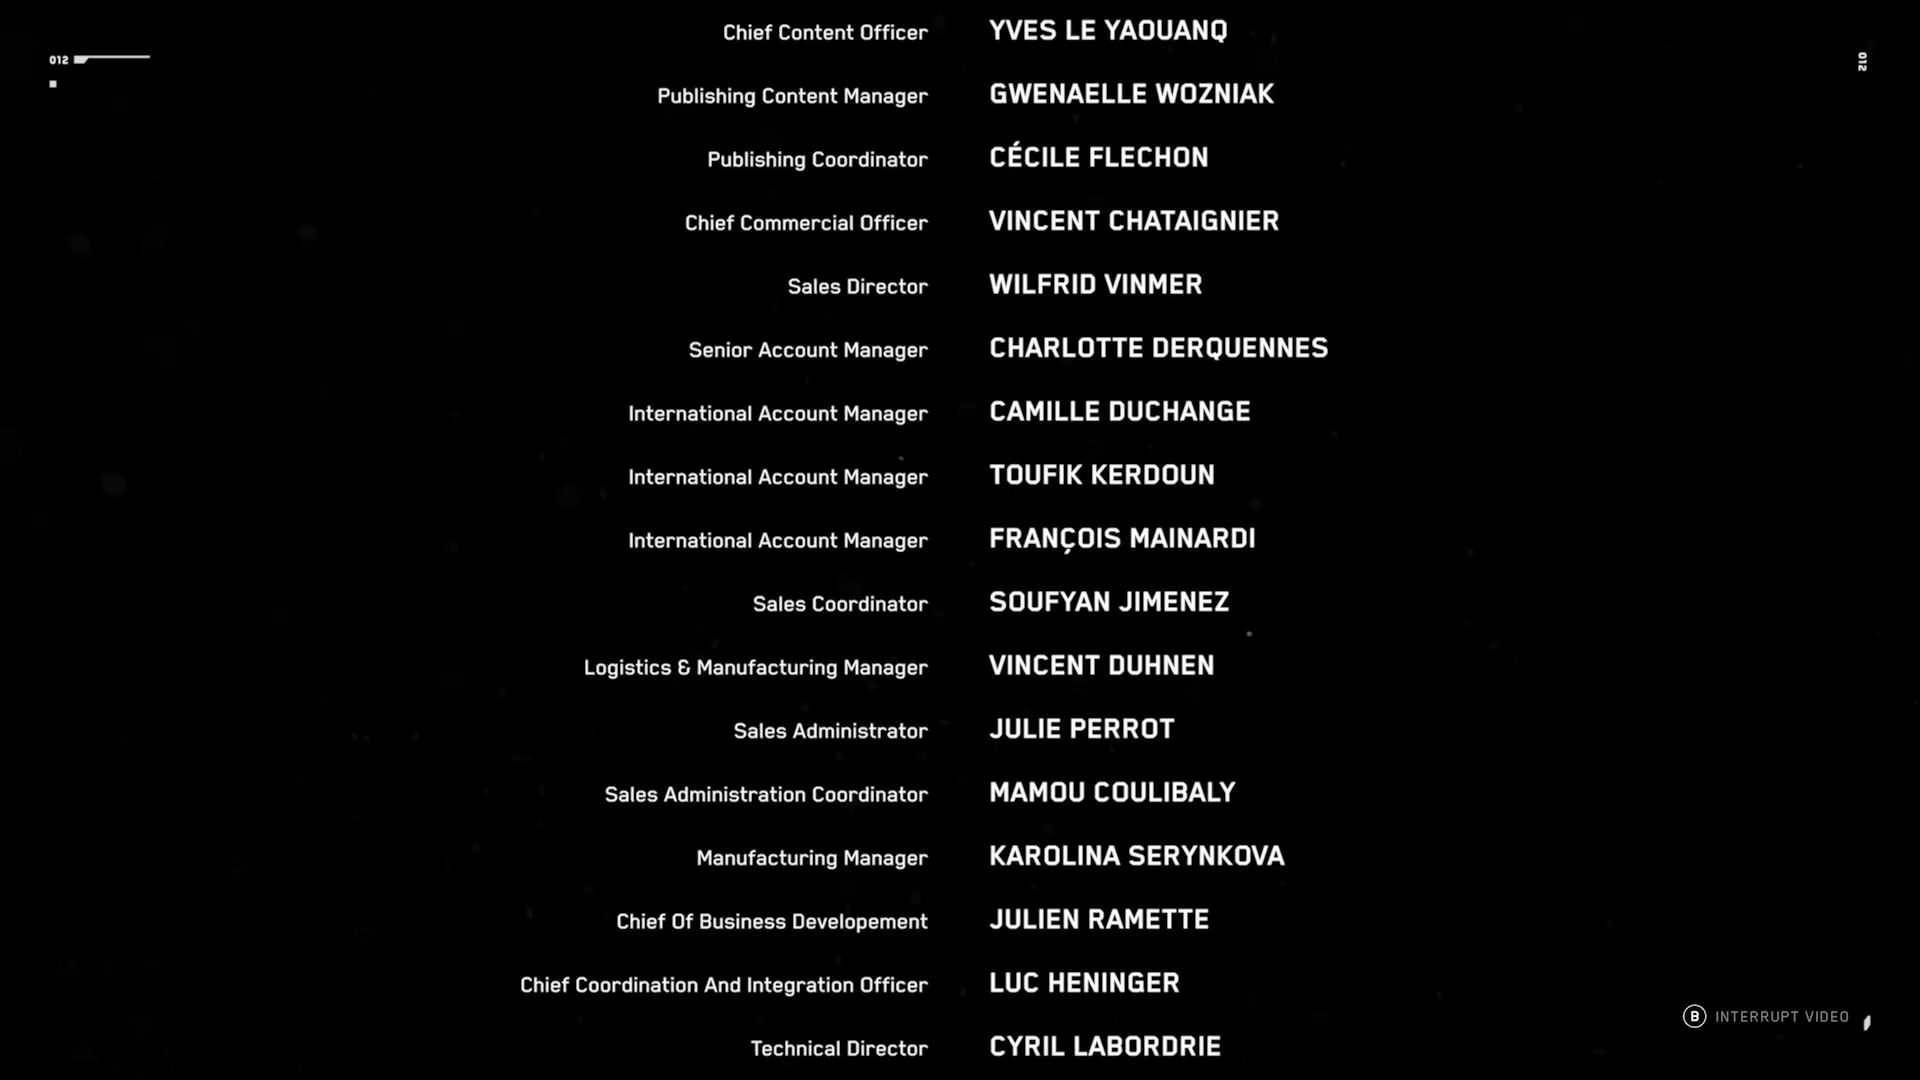 Chief Content Officer YVES LE YAOUANQ
012
012
Publishing Content Manager GWENAELLE WOZNIAK
Publishing Coordinator CÉCILE FLECHON
Chief Commercial Officer VINCENT CHATAIGNIER
Sales Director WILFRID VINMER
Senior Account Manager CHARLOTTE DERQUENNES
International Account Manager CAMILLE DUCHANGE
International Account Manager TOUFIK KERDOUN
International Account Manager FRANÇOIS MAINARDI
Sales Coordinator SOUFYAN JIMENEZ
Logistics & Manufacturing Manager VINCENT DUHNEN
Sales Administrator JULIE PERROT
Sales Administration Coordinator MAMOU COULIBALY
Manufacturing Manager KAROLINA SERYNKOVA
Chief Of Business Developement JULIEN RAMETTE
Chief Coordination And Integration Officer LUC HENINGER
B INTERRUPT VIDEO
Technical Director CYRIL LABORDRIE